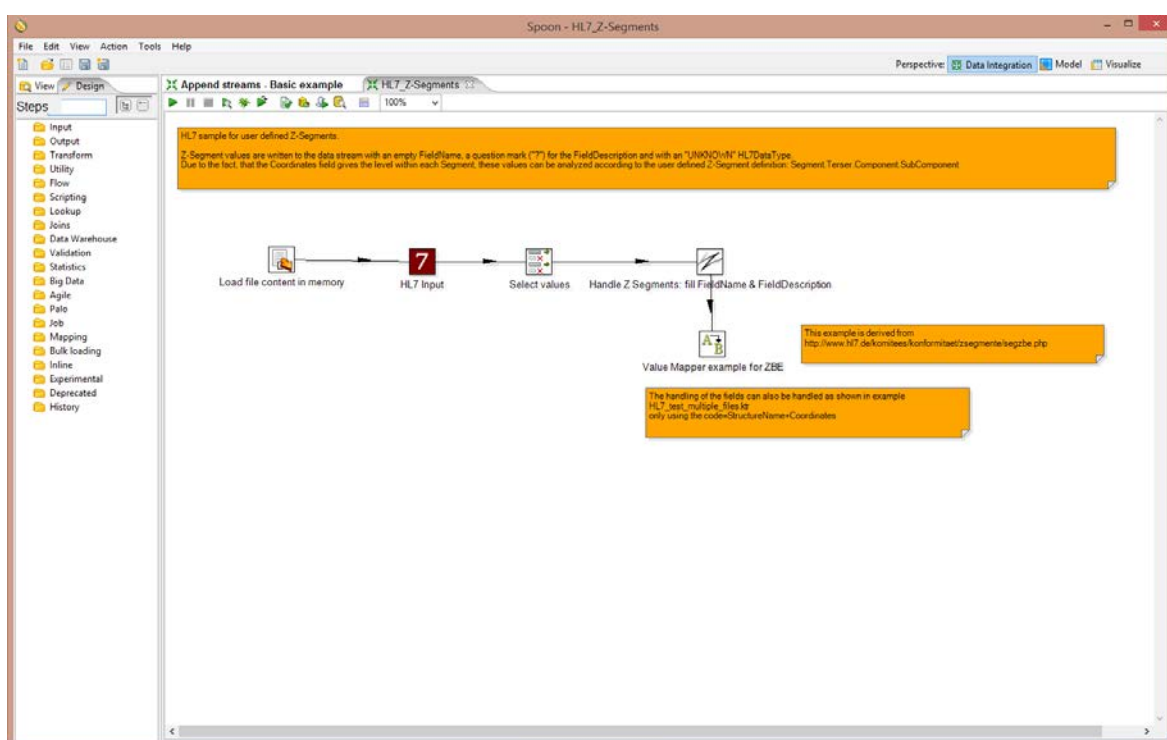 Spoon - HL7_Z-Segments
File Edit View Action Tools Help
Perspective: Data Integration Model Visualize
View Design
Append streams - Basic example HL7_Z-Segments
Steps
100%
Input
Output
Transform
Utility
Flow
Scripting
Lookup
Joins
Data Warehouse
Validation
Statistics
Big Data
Agile
Palo
Job
Mapping
Bulk loading
Inline
Experimental
Deprecated
History
HL7 sample for user defined Z-Segments.
Z-Segment values are written to the data stream with an empty FieldName, a question mark ("?") for the FieldDescription and with an "UNKNOWN" HL7DataType.
Due to the fact, that the Coordinates field gives the level within each Segment, these values can be analyzed according to the user defined Z-Segment definition: Segment.Terser.Component.SubComponent
7
Load file content in memory
HL7 Input
Select values
Handle Z Segments: fill FieldName & FieldDescription
A B
Value Mapper example for ZBE
This example is derived from
http://www.hl7.de/komitees/konformitaet/zsegmente/segzbe.php
The handling of the fields can also be handled as shown in example
HL7_test_multiple_files.ktr
only using the code=StructureName+Coordinates